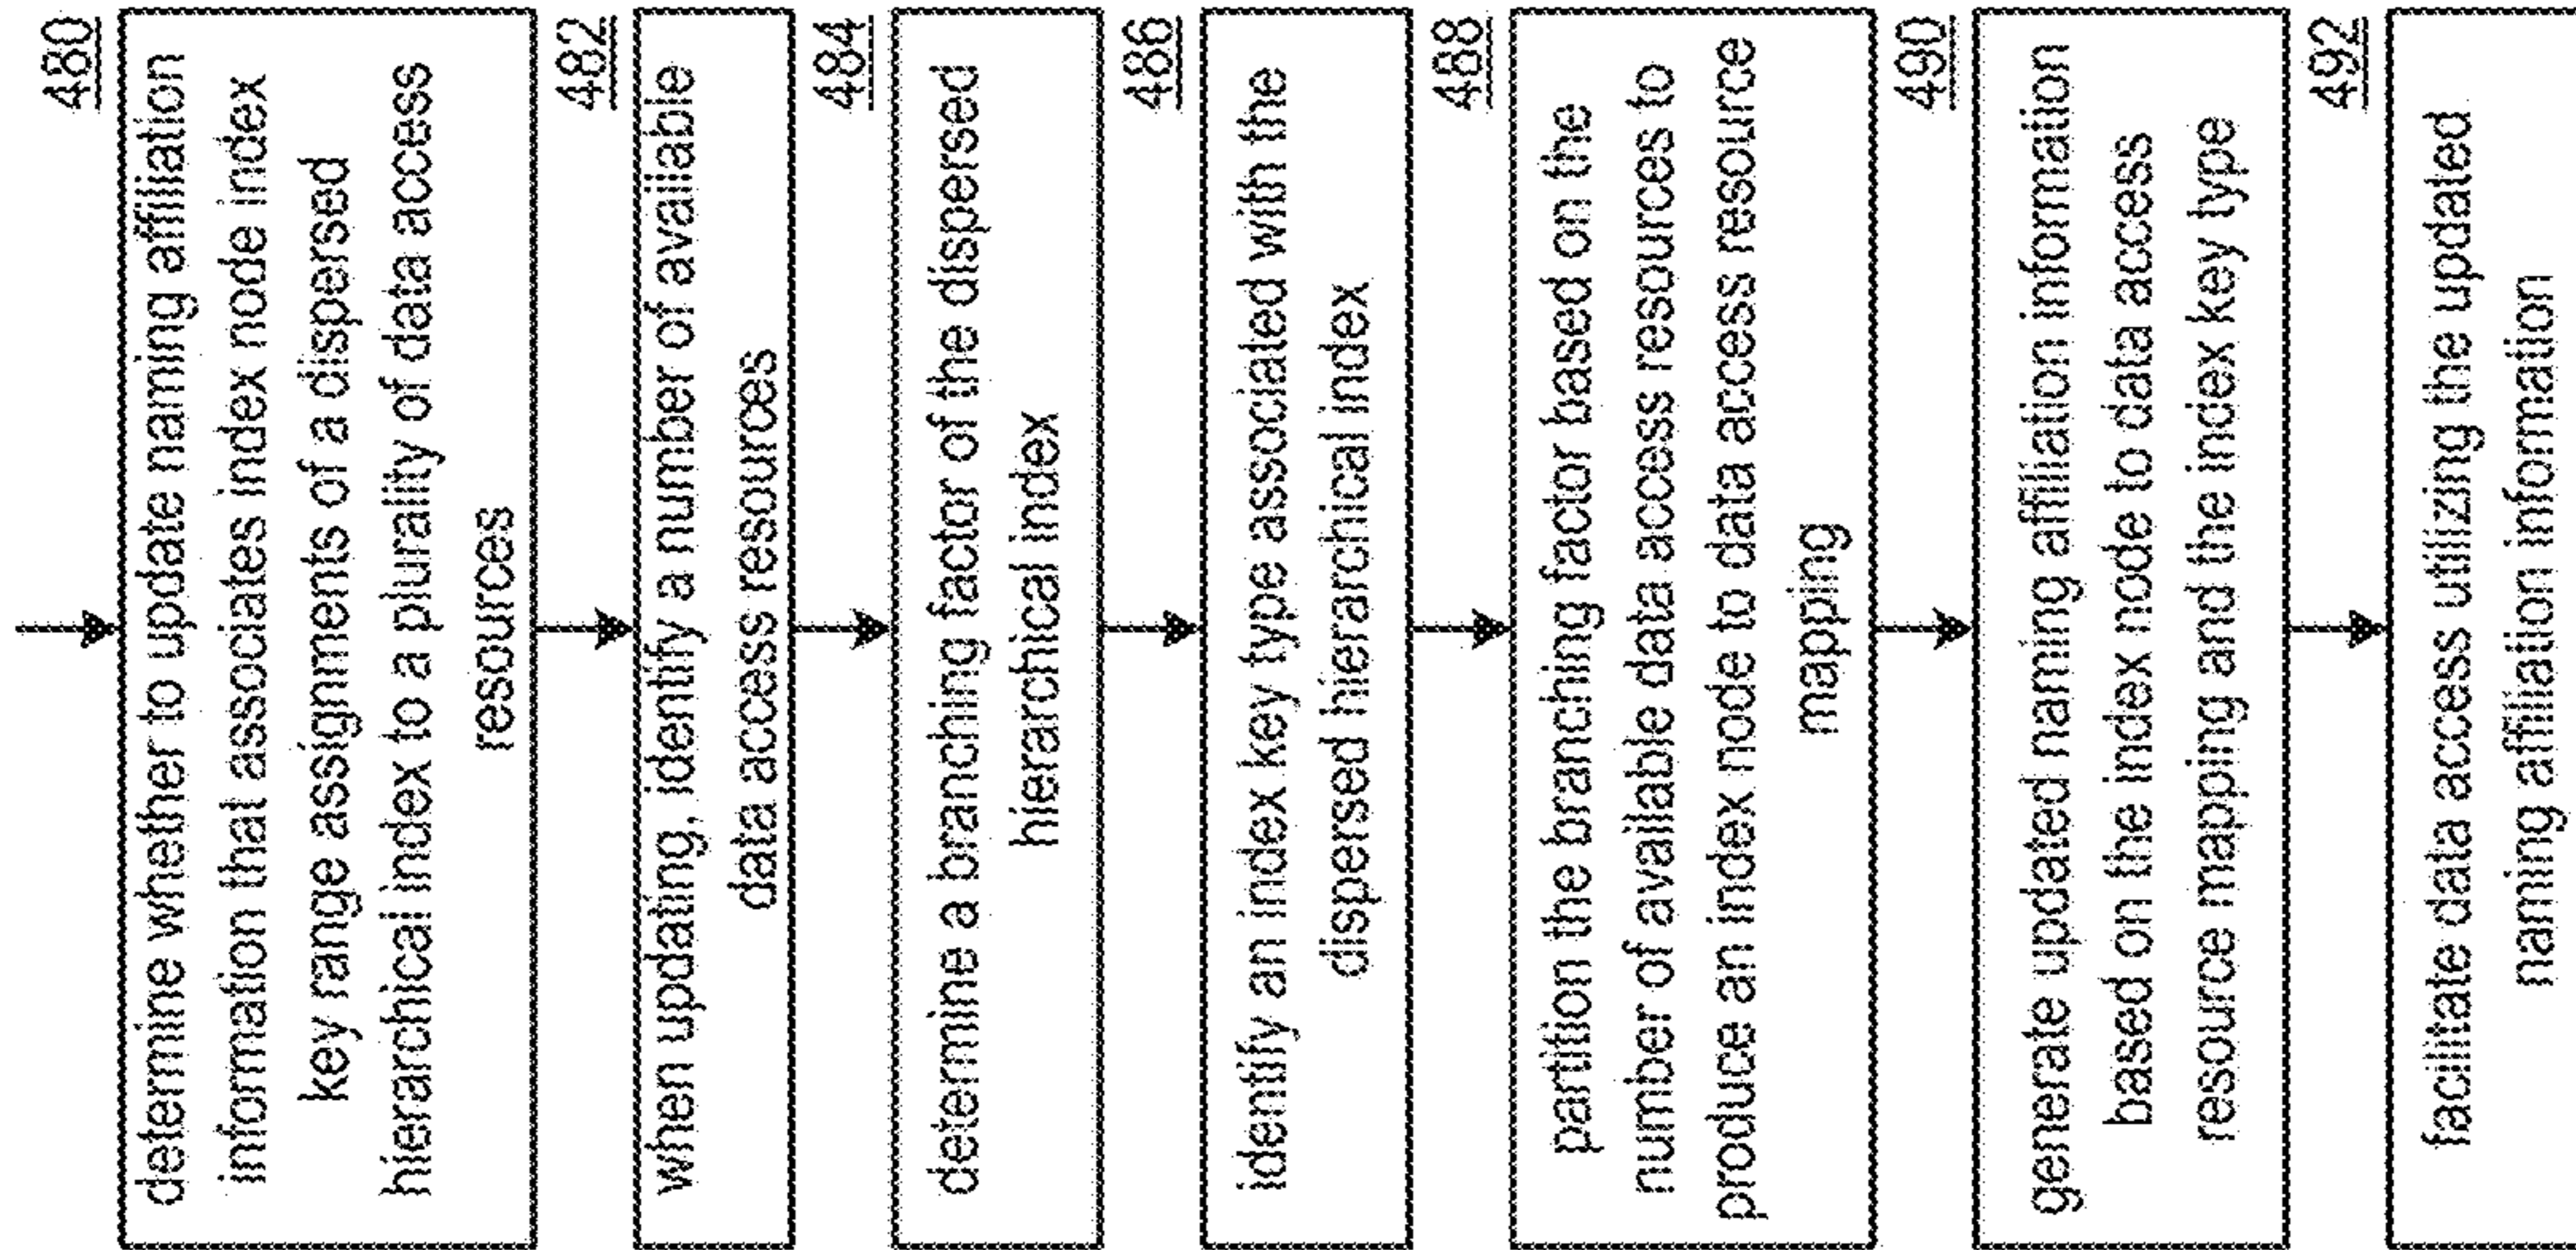 480
determine whether to update naming affiliation
information that associates index node index
key range assignments of a dispersed
hierarchical index to a plurality of data access
resources
482
when updating, identify a number of available
data access resources
484
determine a branching factor of the dispersed
hierarchical index
486
identify an index key type associated with the
dispersed hierarchical index
488
partition the branching factor based on the
number of available data access resources to
produce an index node to data access resource
mapping
490
generate updated naming affiliation information
based on the index node to data access
resource mapping and the index key type
492
facilitate data access utilizing the updated
naming affiliation information